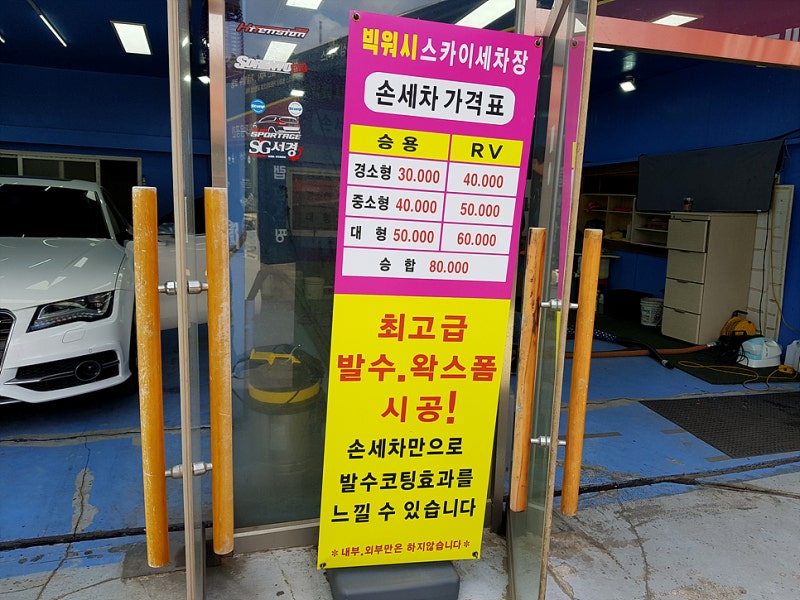 빅워시스카이세차장
손세차 가격표
승용 RV
경소형 30.000 40.000
중소형 40.000 50.000
대형 50.000 60.000
승합 80.000
최고급
발수.왁스폼
시공!
손세차만으로
발수코팅효과를
느낄 수 있습니다
*내부.외부만은 하지않습니다*
SPORTAGE
SG서경